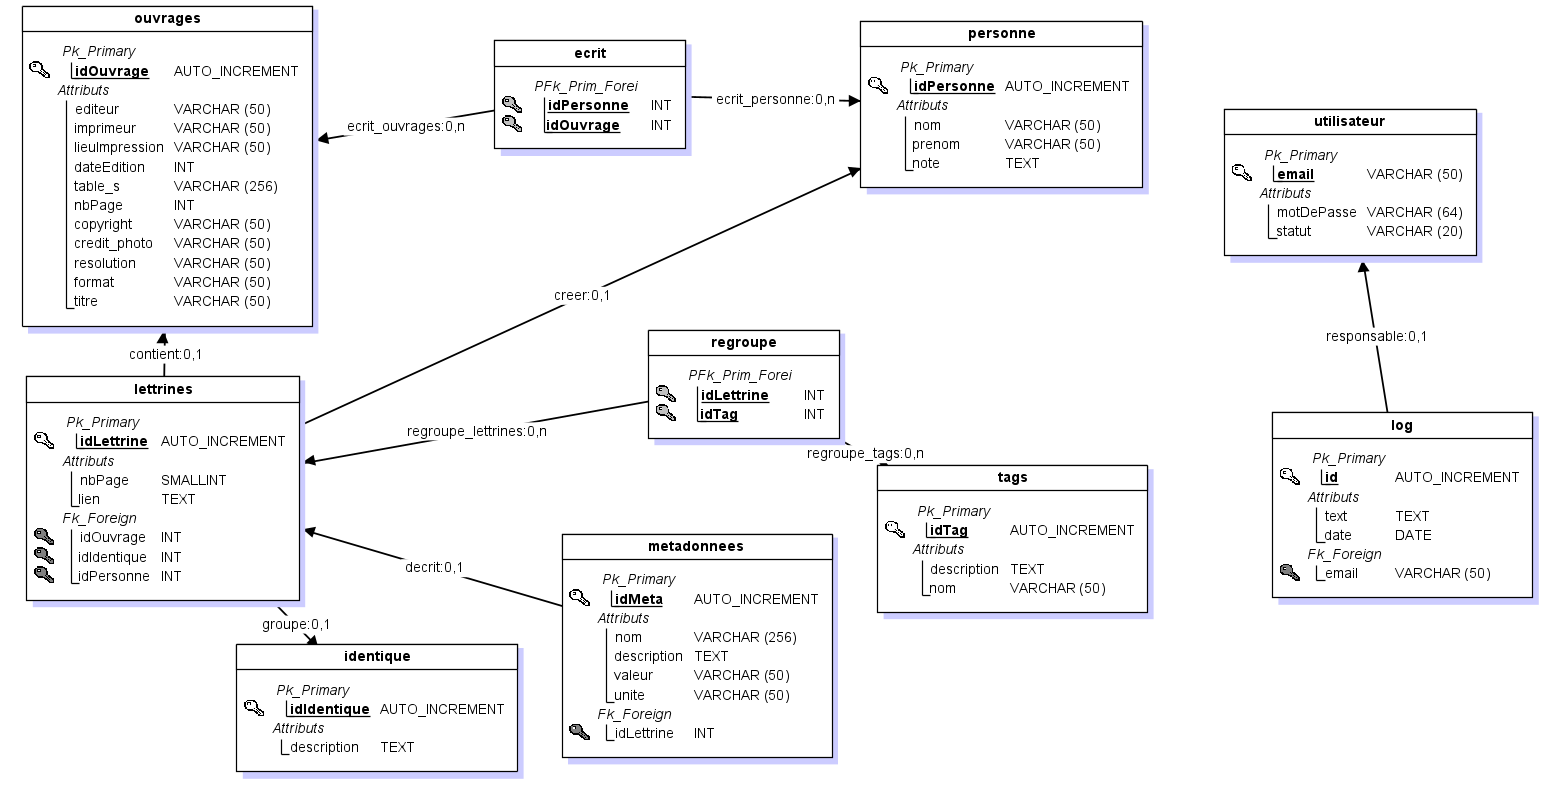 ouvrages
Pk_Primary
idOuvrage AUTO_INCREMENT
Attributs
editeur VARCHAR (50)
imprimeur VARCHAR (50)
lieuImpression VARCHAR (50)
dateEdition INT
table_s VARCHAR (256)
nbPage INT
copyright VARCHAR (50)
credit_photo VARCHAR (50)
resolution VARCHAR (50)
format VARCHAR (50)
titre VARCHAR (50)
ecrit_ouvrages:0,n
ecrit
PFk_Prim_Forei
idPersonne INT
idOuvrage INT
ecrit_personne:0,n
personne
Pk_Primary
idPersonne AUTO_INCREMENT
Attributs
nom VARCHAR (50)
prenom VARCHAR (50)
note TEXT
utilisateur
Pk_Primary
email VARCHAR (50)
Attributs
motDePasse VARCHAR (64)
statut VARCHAR (20)
creer:0,1
contient:0,1
responsable:0,1
lettrines
Pk_Primary
idLettrine AUTO_INCREMENT
Attributs
nbPage SMALLINT
lien TEXT
Fk_Foreign
idOuvrage INT
idIdentique INT
idPersonne INT
regroupe_lettrines:0,n
regroupe
PFk_Prim_Forei
idLettrine INT
idTag INT
regroupe_tags:0,n
tags
Pk_Primary
idTag AUTO_INCREMENT
Attributs
description TEXT
nom VARCHAR (50)
log
Pk_Primary
id AUTO_INCREMENT
Attributs
text TEXT
date DATE
Fk_Foreign
email VARCHAR (50)
decrit:0,1
metadonnees
Pk_Primary
idMeta AUTO_INCREMENT
Attributs
nom VARCHAR (256)
description TEXT
valeur VARCHAR (50)
unite VARCHAR (50)
Fk_Foreign
idLettrine INT
groupe:0,1
identique
Pk_Primary
idIdentique AUTO_INCREMENT
Attributs
description TEXT